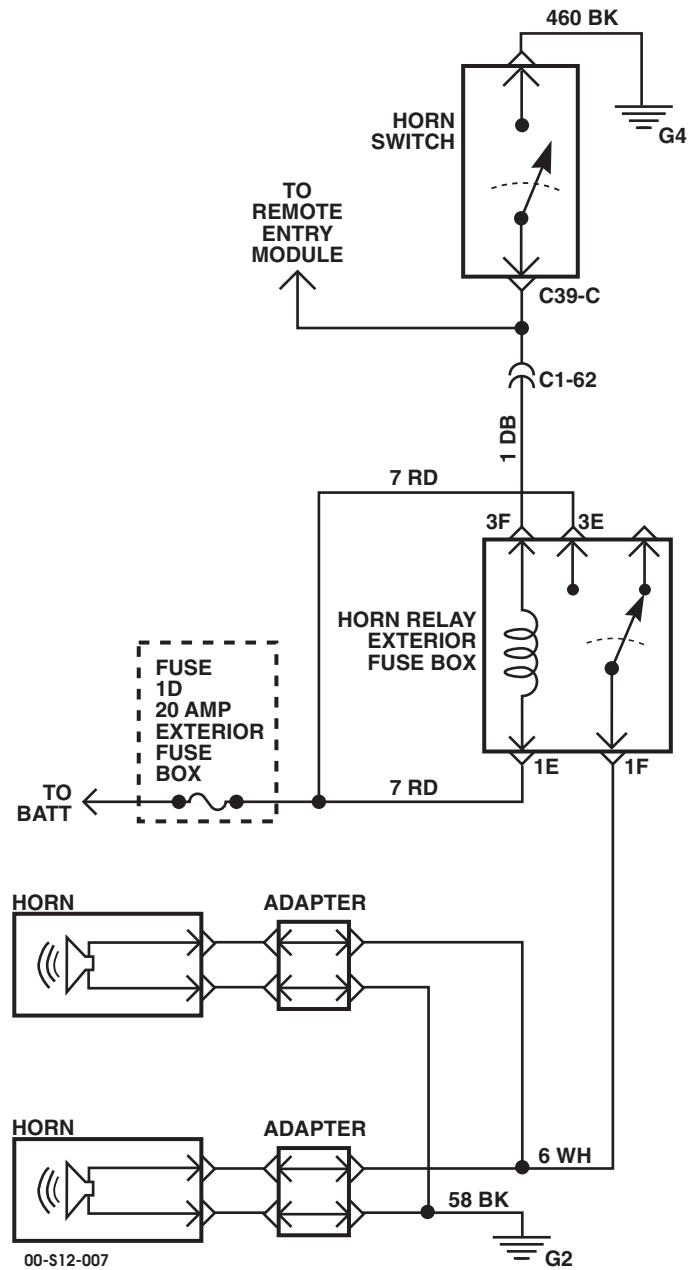 460 BK
HORN
SWITCH
G4
TO
REMOTE
ENTRY
MODULE
C39-C
C1-62
1 DB
7 RD
3F
3E
HORN RELAY
EXTERIOR
FUSE BOX
FUSE
1D
20 AMP
EXTERIOR
FUSE
BOX
1E
1F
TO
BATT
7 RD
HORN
ADAPTER
HORN
ADAPTER
6 WH
58 BK
G2
00-S12-007